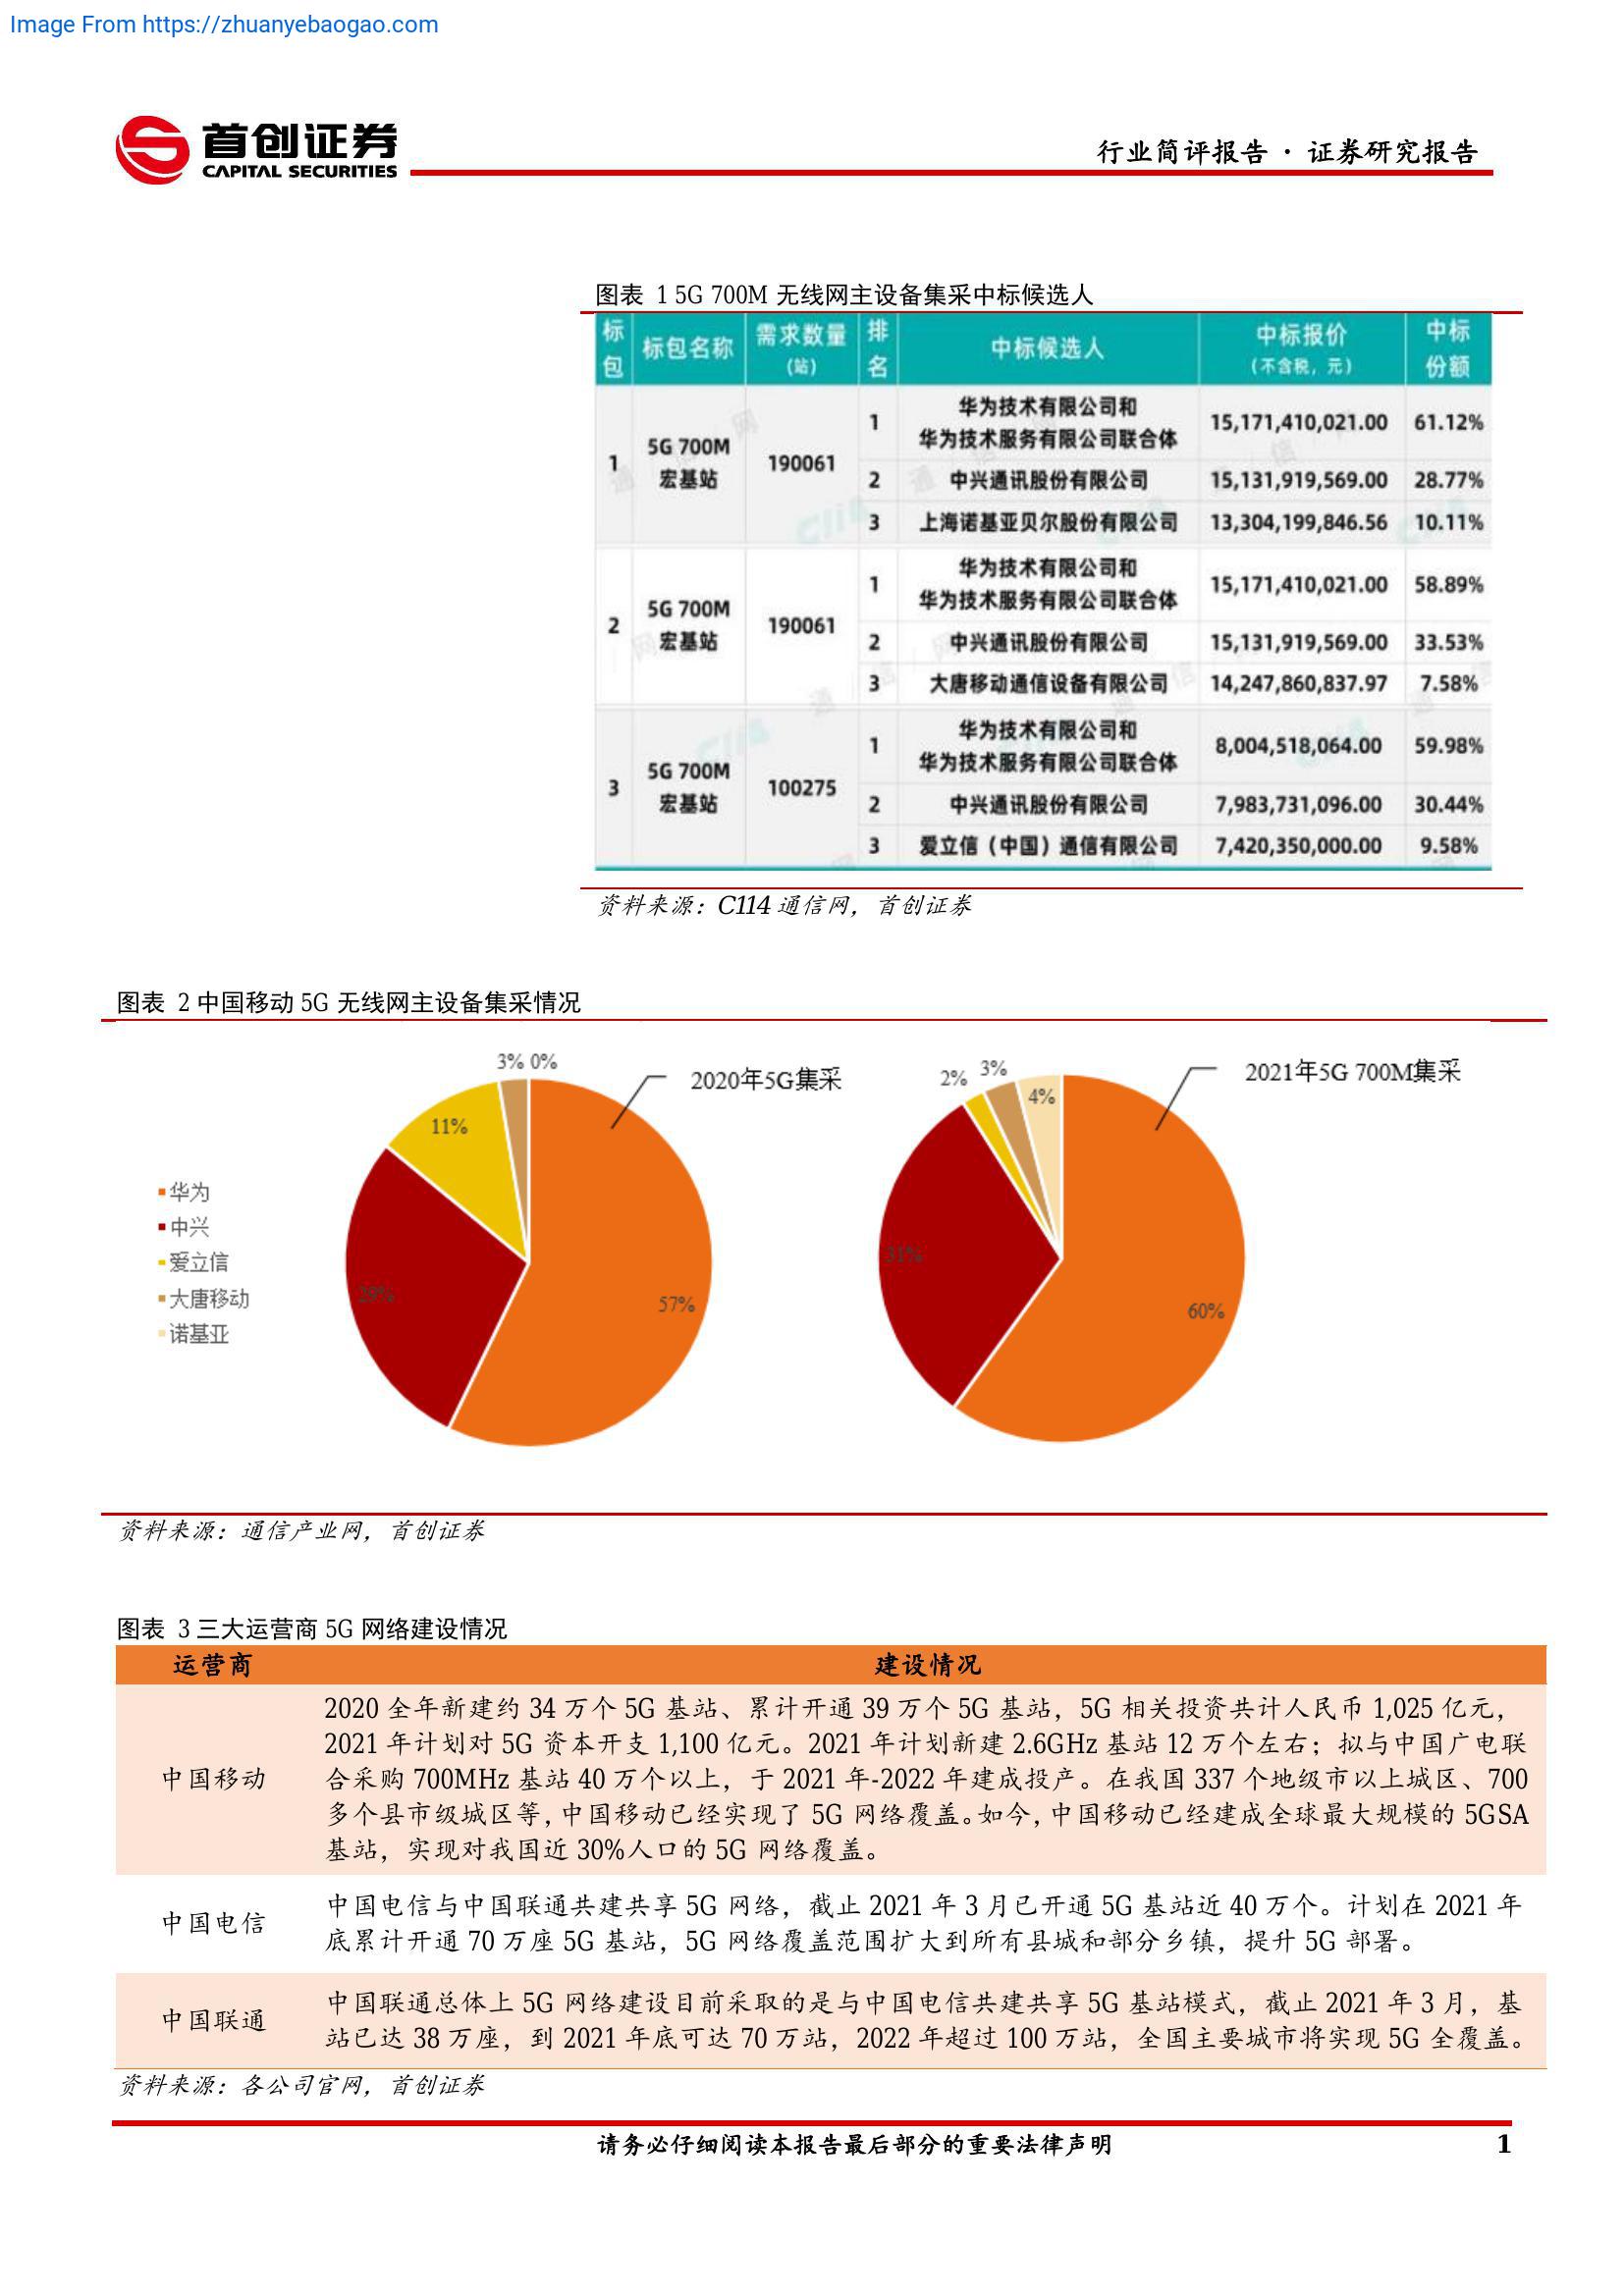 Image From https://zhuanyebaogao.com
首创证券
CAPITAL SECURITIES
行业简评报告 · 证券研究报告
图表 1 5G 700M 无线网主设备集采中标候选人
标包 标包名称 需求数量（站） 排名 中标候选人 中标报价（不含税，元） 中标份额
1 5G 700M 宏基站 190061
1 华为技术有限公司和华为技术服务有限公司联合体 15,171,410,021.00 61.12%
2 中兴通讯股份有限公司 15,131,919,569.00 28.77%
3 上海诺基亚贝尔股份有限公司 13,304,199,846.56 10.11%
2 5G 700M 宏基站 190061
1 华为技术有限公司和华为技术服务有限公司联合体 15,171,410,021.00 58.89%
2 中兴通讯股份有限公司 15,131,919,569.00 33.53%
3 大唐移动通信设备有限公司 14,247,860,837.97 7.58%
3 5G 700M 宏基站 100275
1 华为技术有限公司和华为技术服务有限公司联合体 8,004,518,064.00 59.98%
2 中兴通讯股份有限公司 7,983,731,096.00 30.44%
3 爱立信（中国）通信有限公司 7,420,350,000.00 9.58%
资料来源：C114 通信网，首创证券
图表 2 中国移动 5G 无线网主设备集采情况
华为
中兴
爱立信
大唐移动
诺基亚
3% 0%
2020年5G集采
11%
29%
57%
2% 3%
4%
2021年5G 700M集采
31%
60%
资料来源：通信产业网，首创证券
图表 3 三大运营商 5G 网络建设情况
运营商 建设情况
中国移动
2020 全年新建约 34 万个 5G 基站、累计开通 39 万个 5G 基站，5G 相关投资共计人民币 1,025 亿元，
2021 年计划对 5G 资本开支 1,100 亿元。2021 年计划新建 2.6GHz 基站 12 万个左右；拟与中国广电联
合采购 700MHz 基站 40 万个以上，于 2021 年-2022 年建成投产。在我国 337 个地级市以上城区、700
多个县市级城区等，中国移动已经实现了 5G 网络覆盖。如今，中国移动已经建成全球最大规模的 5GSA
基站，实现对我国近 30%人口的 5G 网络覆盖。
中国电信
中国电信与中国联通共建共享 5G 网络，截止 2021 年 3 月已开通 5G 基站近 40 万个。计划在 2021 年
底累计开通 70 万座 5G 基站，5G 网络覆盖范围扩大到所有县城和部分乡镇，提升 5G 部署。
中国联通
中国联通总体上 5G 网络建设目前采取的是与中国电信共建共享 5G 基站模式，截止 2021 年 3 月，基
站已达 38 万座，到 2021 年底可达 70 万站，2022 年超过 100 万站，全国主要城市将实现 5G 全覆盖。
资料来源：各公司官网，首创证券
请务必仔细阅读本报告最后部分的重要法律声明 1